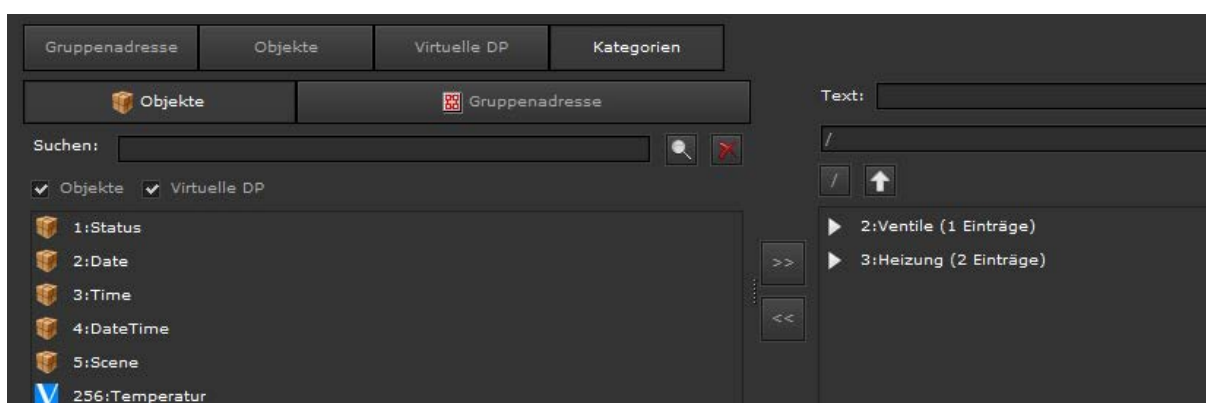 Gruppenadresse Objekte Virtuelle DP Kategorien
Objekte Gruppenadresse
Suchen:
Objekte Virtuelle DP
1:Status
2:Date
3:Time
4:DateTime
5:Scene
256:Temperatur
>>
<<
Text:
/
/
2:Ventile (1 Einträge)
3:Heizung (2 Einträge)